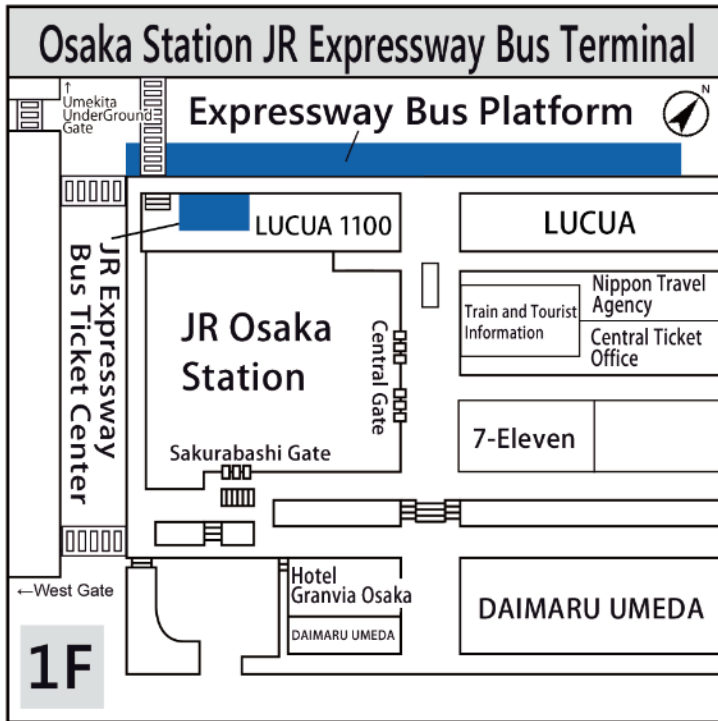 Osaka Station JR Expressway Bus Terminal
↑
Umekita
UnderGround
Gate
Expressway Bus Platform
N
LUCUA 1100
LUCUA
JR Expressway
Bus Ticket Center
JR Osaka
Station
Central Gate
Train and Tourist
Information
Nippon Travel
Agency
Central Ticket
Office
7-Eleven
Sakurabashi Gate
←West Gate
Hotel
Granvia Osaka
DAIMARU UMEDA
DAIMARU UMEDA
1F